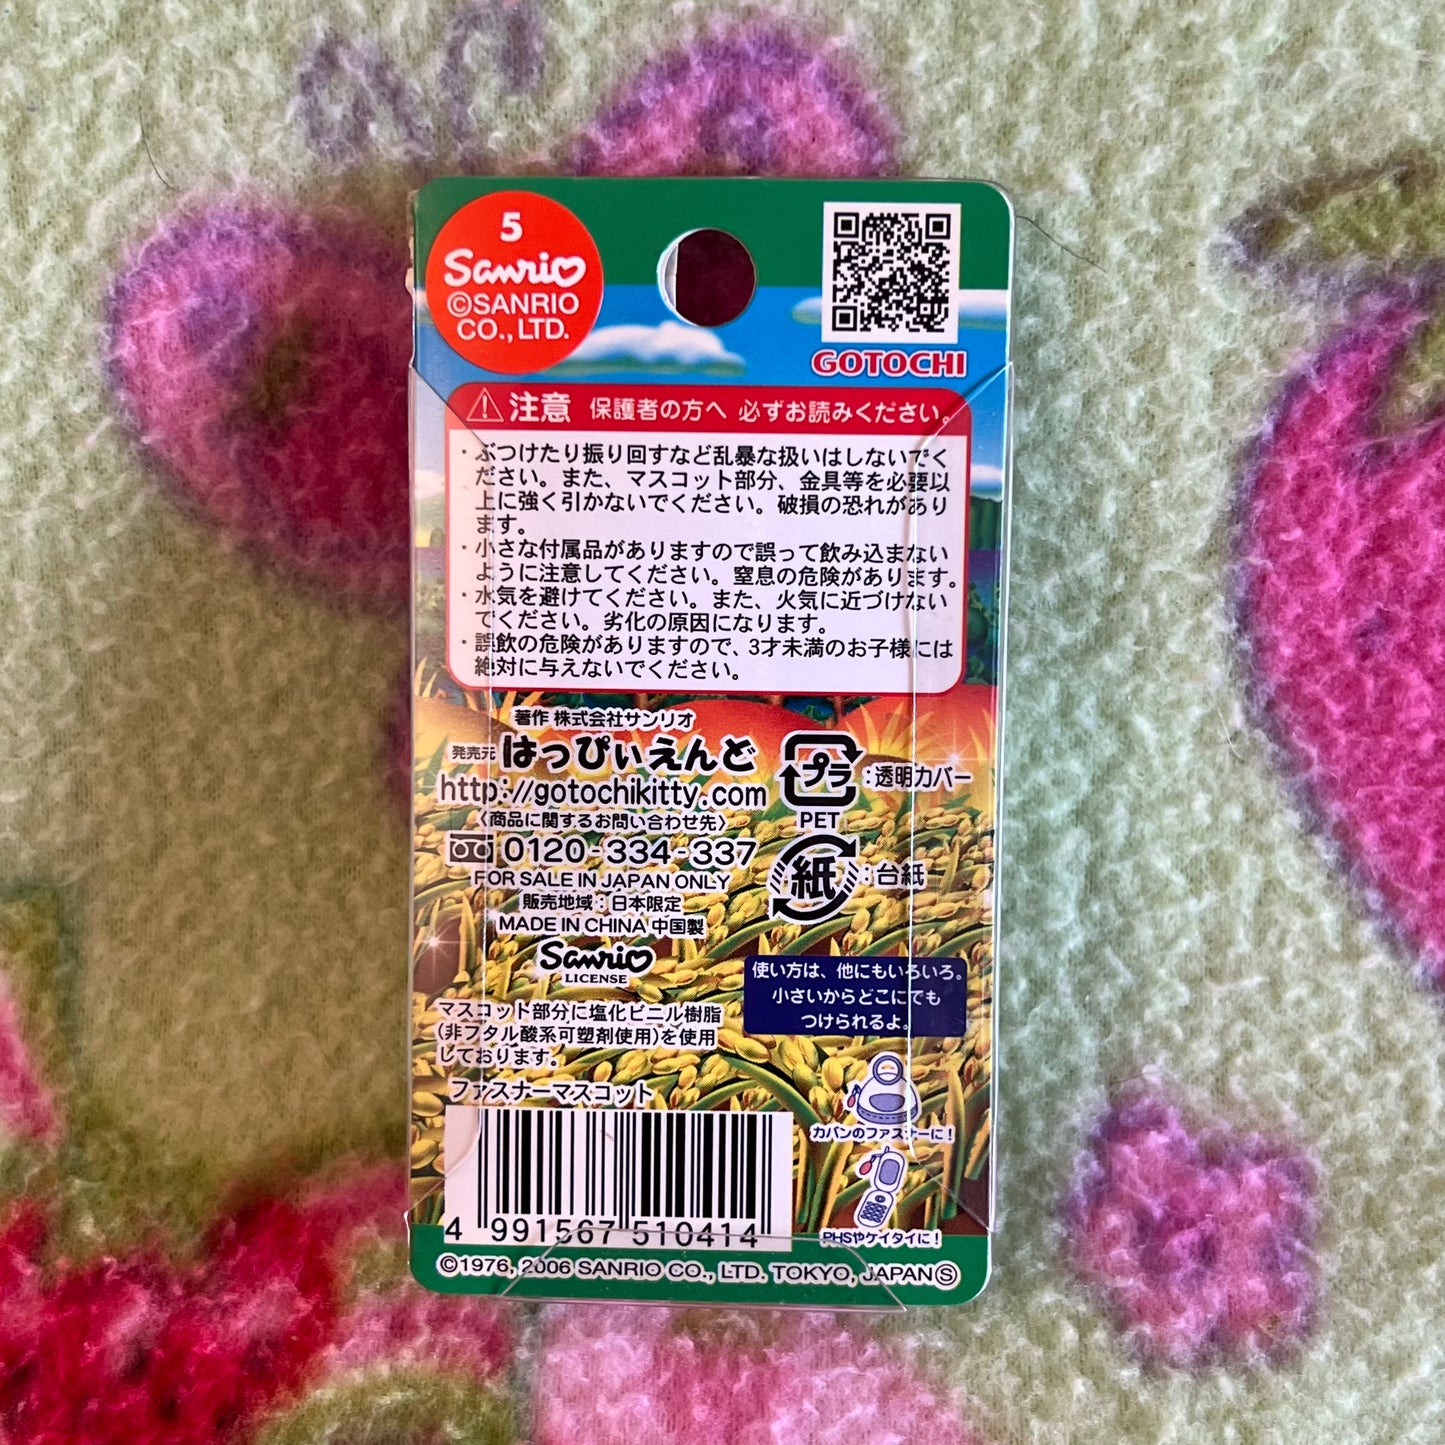 5
Sanrio
©SANRIO
CO., LTD.
GOTOCHI
注意 保護者の方へ 必ずお読みください。
・ぶつけたり振り回すなど乱暴な扱いはしないでく
ださい。また、マスコット部分、金具等を必要以
上に強く引かないでください。破損の恐れがあり
ます。
・小さな付属品がありますので誤って飲み込まない
ように注意してください。窒息の危険があります。
・水気を避けてください。また、火気に近づけない
でください。劣化の原因になります。
・誤飲の危険がありますので、3才未満のお子様には
絶対に与えないでください。
著作 株式会社サンリオ
発売元 はっぴぃえんど
http://gotochikitty.com
〈商品に関するお問い合わせ先〉
0120-334-337
FOR SALE IN JAPAN ONLY
販売地域：日本限定
MADE IN CHINA 中国製
Sanrio
LICENSE
プラ：透明カバー
PET
紙：台紙
マスコット部分に塩化ビニル樹脂
(非フタル酸系可塑剤使用)を使用
しております。
ファスナーマスコット
使い方は、他にもいろいろ。
小さいからどこにでも
つけられるよ。
カバンのファスナーに！
PHSやケイタイに！
4 991567 510414
©1976, 2006 SANRIO CO., LTD. TOKYO, JAPAN Ⓢ